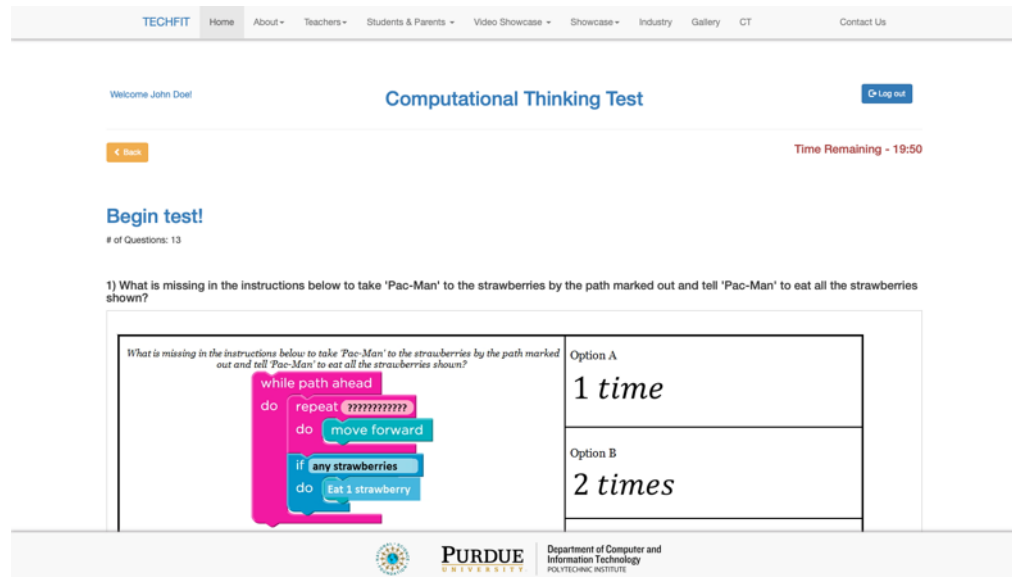 TECHFIT Home About Teachers Students & Parents Video Showcase Showcase Industry Gallery CT Contact Us
Welcome John Doe!
Computational Thinking Test
Log out
Back
Time Remaining - 19:50
Begin test!
# of Questions: 13
1) What is missing in the instructions below to take 'Pac-Man' to the strawberries by the path marked out and tell 'Pac-Man' to eat all the strawberries
shown?
What is missing in the instructions below to take 'Pac-Man' to the strawberries by the path marked
out and tell 'Pac-Man' to eat all the strawberries shown?
while path ahead
do repeat ????????????
do move forward
if any strawberries
do Eat 1 strawberry
Option A
1 time
Option B
2 times
PURDUE
UNIVERSITY
Department of Computer and
Information Technology
POLYTECHNIC INSTITUTE